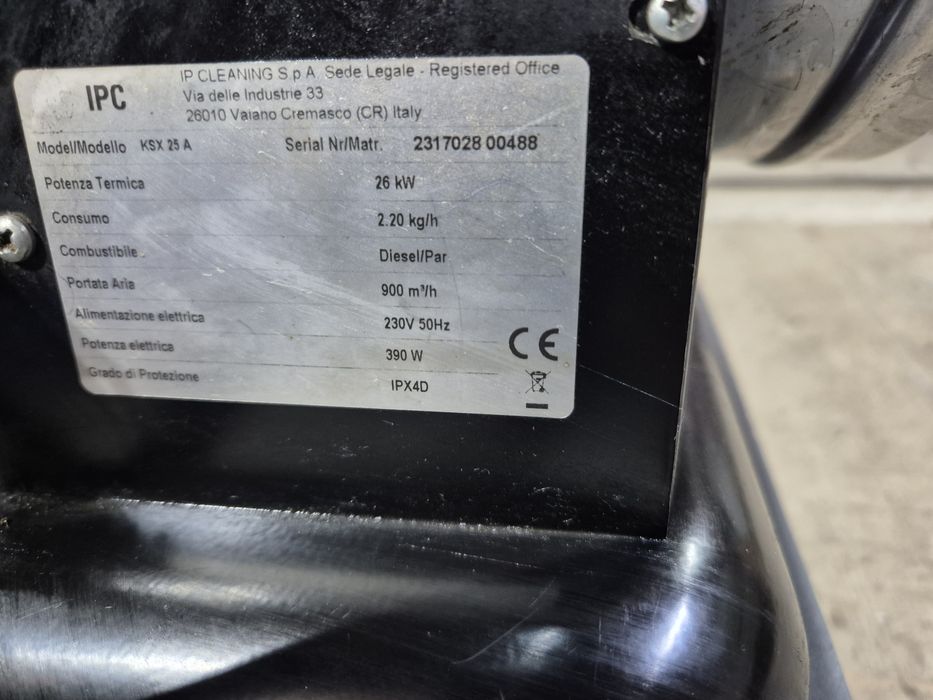 IPC
IP CLEANING S.p.A. Sede Legale - Registered Office
Via delle Industrie 33
26010 Vaiano Cremasco (CR) Italy
Model/Modello KSX 25 A Serial Nr/Matr. 2317028 00488
Potenza Termica 26 kW
Consumo 2.20 kg/h
Combustibile Diesel/Par
Portata Aria 900 m³/h
Alimentazione elettrica 230V 50Hz
Potenza elettrica 390 W
Grado di Protezione IPX4D
CE